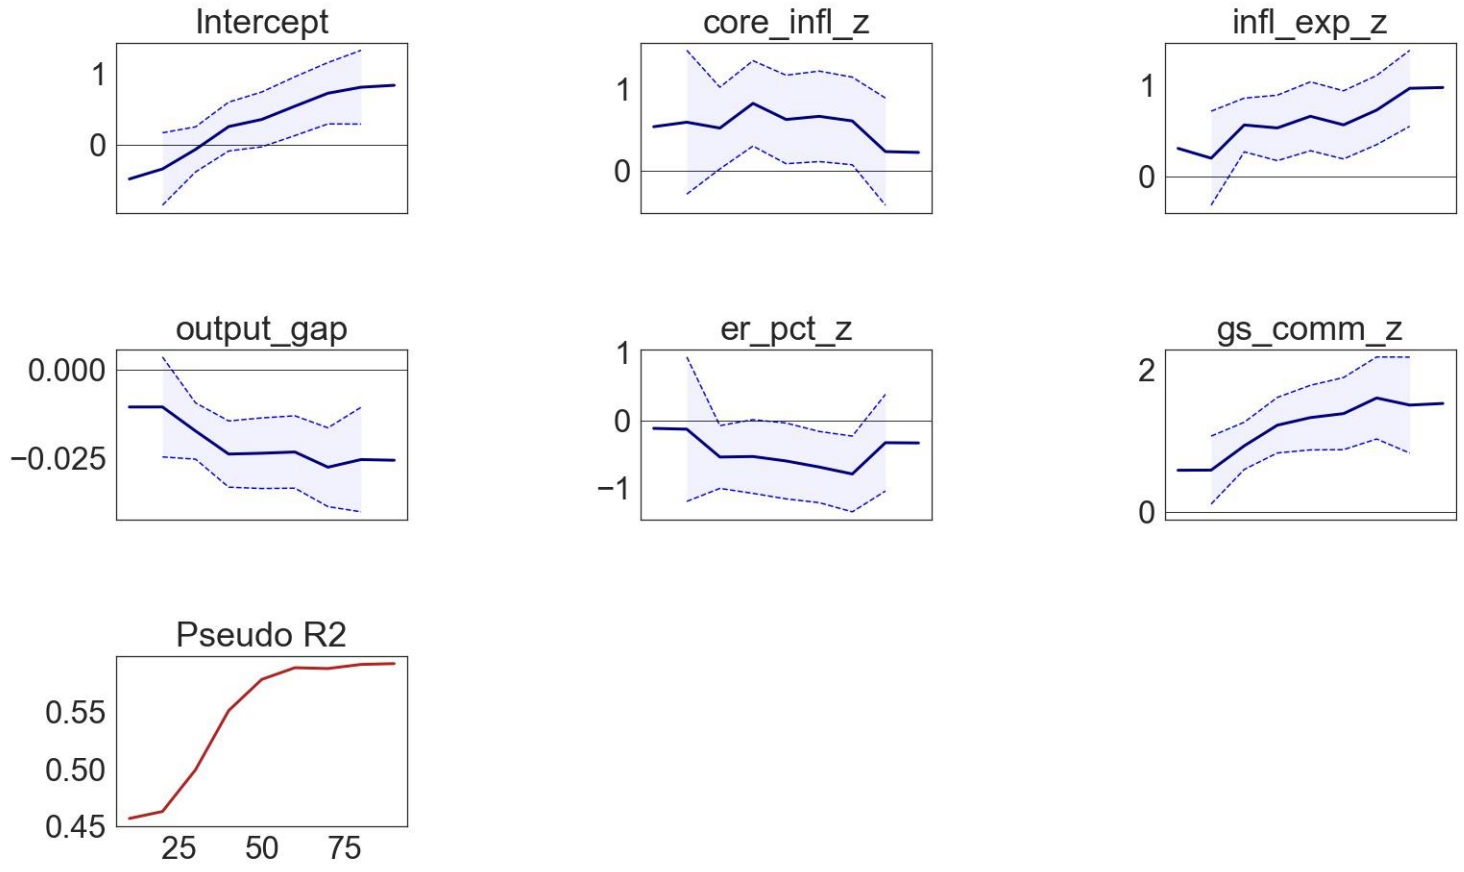 Intercept
core_infl_z
infl_exp_z
1
0
1
0
1
0
output_gap
er_pct_z
gs_comm_z
0.000
−0.025
1
0
−1
2
0
Pseudo R2
0.55
0.50
0.45
25 50 75